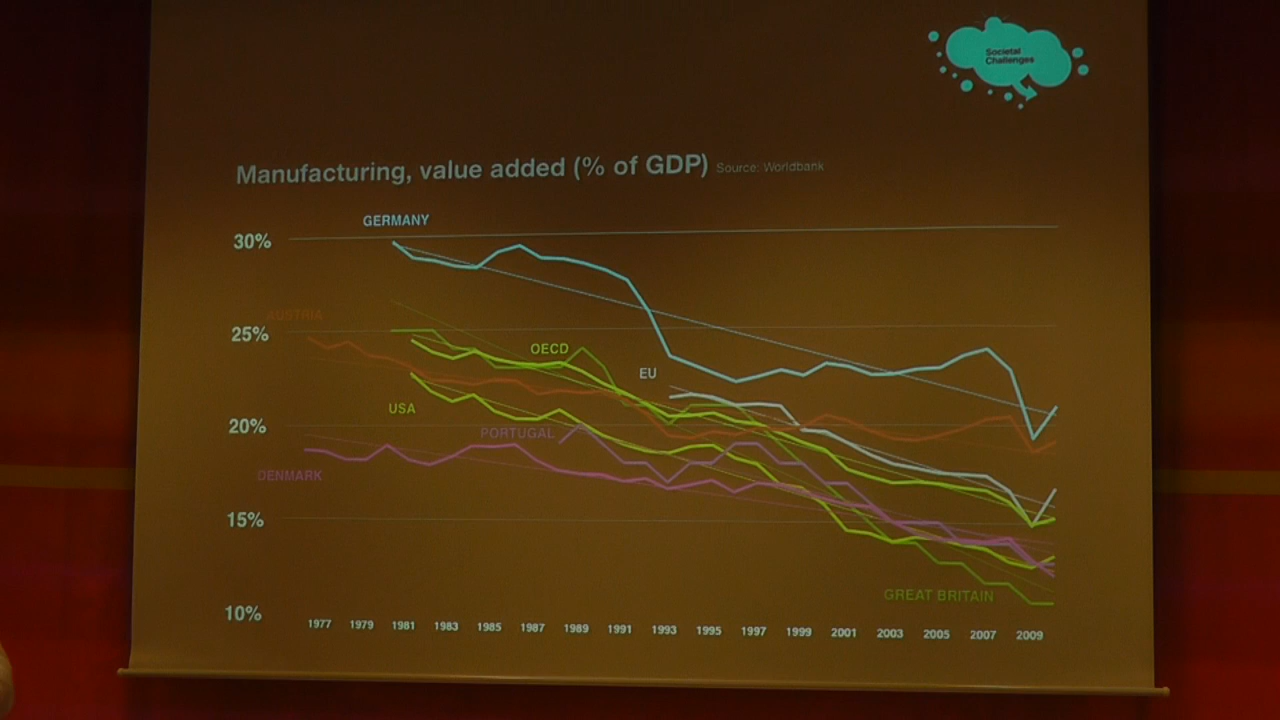 Societal
Challenges
Manufacturing, value added (% of GDP) Source: Worldbank
GERMANY
30%
AUSTRIA
25%
OECD
EU
USA
20%
PORTUGAL
DENMARK
15%
GREAT BRITAIN
10%
1977 1979 1981 1983 1985 1987 1989 1991 1993 1995 1997 1999 2001 2003 2005 2007 2009